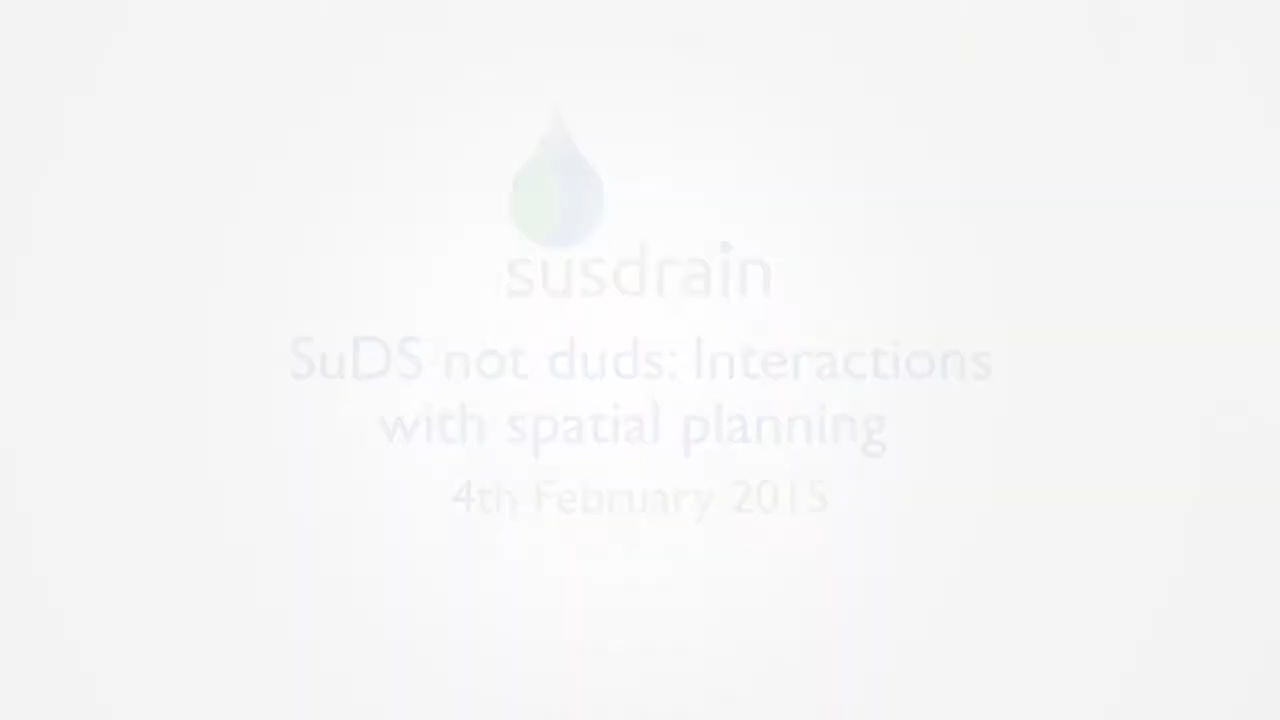 susdrain
SuDS not duds: Interactions
with spatial planning
4th February 2015